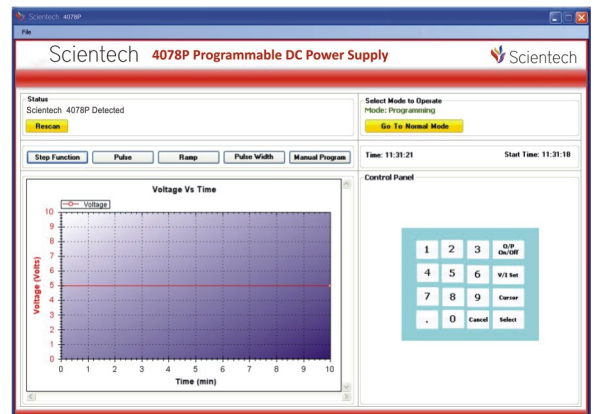 Scientech 4078P
File
Scientech 4078P Programmable DC Power Supply
Scientech
Status
Scientech 4078P Detected
Rescan
Select Mode to Operate
Mode: Programming
Go To Normal Mode
Step Function Pulse Ramp Pulse Width Manual Program
Time: 11:31:21 Start Time: 11:31:18
Voltage Vs Time
Voltage
10
9
8
7
6
5
4
3
2
1
0
Voltage (Volts)
0 1 2 3 4 5 6 7 8 9 10
Time (min)
Control Panel
1 2 3 O/P On/Off
4 5 6 V/I Set
7 8 9 Cursor
. 0 Cancel Select